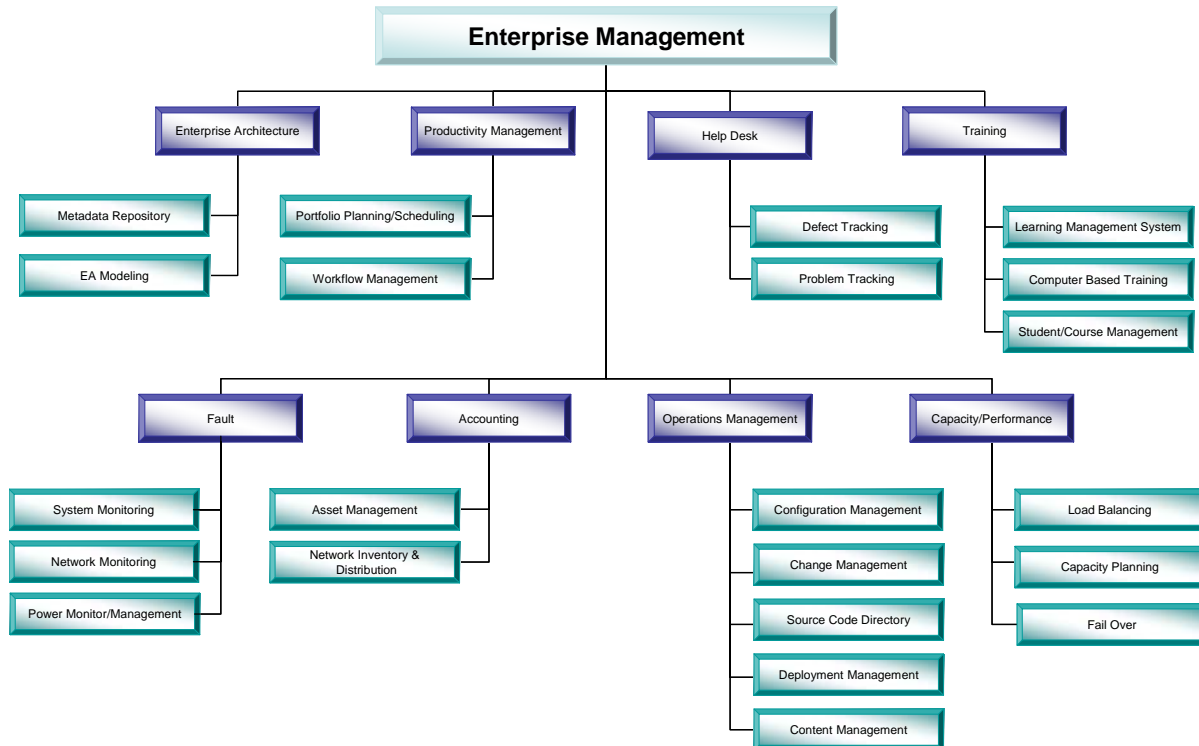 Enterprise Management
Enterprise Architecture
Productivity Management
Help Desk
Training
Metadata Repository
EA Modeling
Portfolio Planning/Scheduling
Workflow Management
Defect Tracking
Problem Tracking
Learning Management System
Computer Based Training
Student/Course Management
Fault
Accounting
Operations Management
Capacity/Performance
System Monitoring
Network Monitoring
Power Monitor/Management
Asset Management
Network Inventory &
Distribution
Configuration Management
Change Management
Source Code Directory
Deployment Management
Content Management
Load Balancing
Capacity Planning
Fail Over